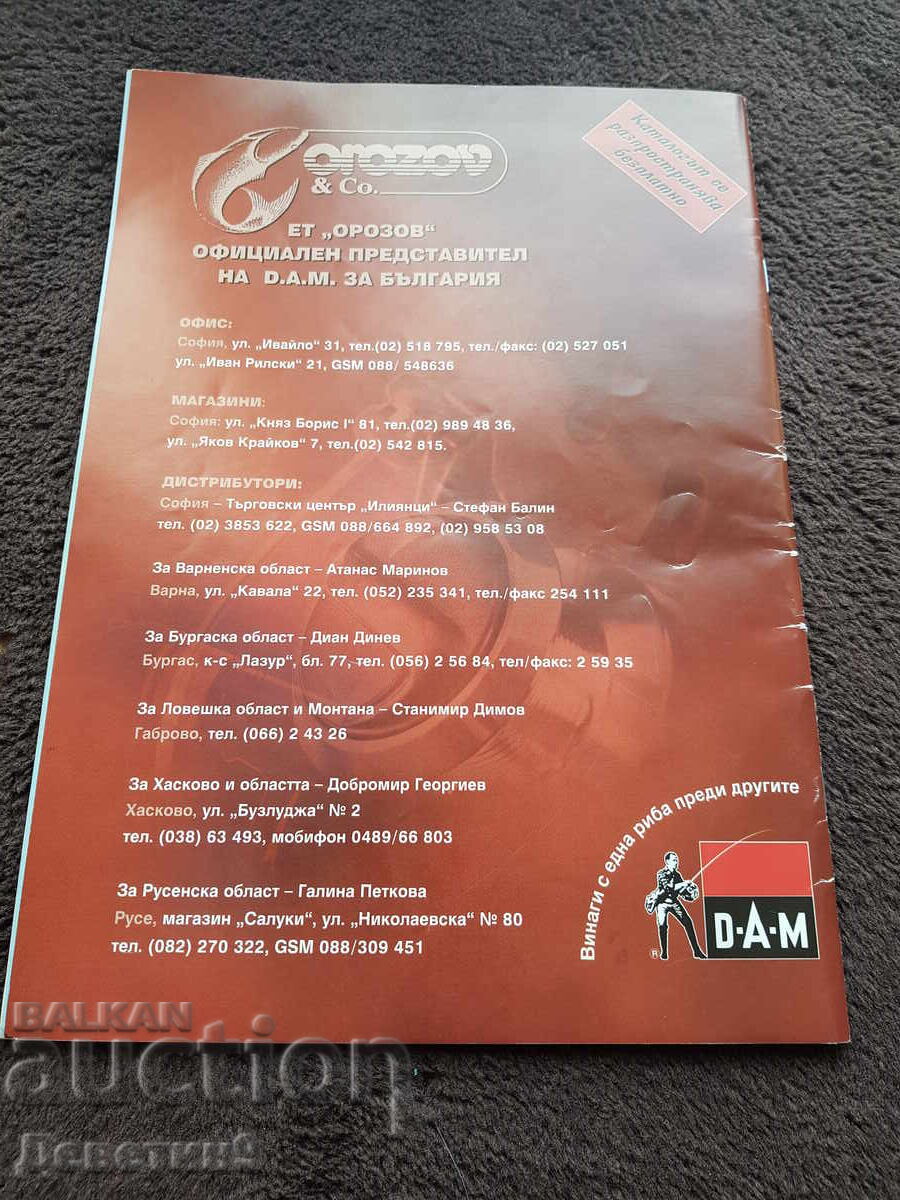 orozov
& Co.
Каталогът се
разпространява
безплатно
ЕТ „ОРОЗОВ“
ОФИЦИАЛЕН ПРЕДСТАВИТЕЛ
НА D.A.M. ЗА БЪЛГАРИЯ
ОФИС:
София, ул. „Ивайло“ 31, тел.(02) 518 795, тел./факс: (02) 527 051
ул. „Иван Рилски“ 21, GSM 088/ 548636
МАГАЗИНИ:
София: ул. „Княз Борис I“ 81, тел.(02) 989 48 36,
ул. „Яков Крайков“ 7, тел.(02) 542 815.
ДИСТРИБУТОРИ:
София – Търговски център „Илиянци“ – Стефан Балин
тел. (02) 3853 622, GSM 088/664 892, (02) 958 53 08
За Варненска област – Атанас Маринов
Варна, ул. „Кавала“ 22, тел. (052) 235 341, тел./факс 254 111
За Бургаска област – Диан Динев
Бургас, к-с „Лазур“, бл. 77, тел. (056) 2 56 84, тел/факс: 2 59 35
За Ловешка област и Монтана – Станимир Димов
Габрово, тел. (066) 2 43 26
За Хасково и областта – Добромир Георгиев
Хасково, ул. „Бузлуджа“ № 2
тел. (038) 63 493, мобифон 0489/66 803
За Русенска област – Галина Петкова
Русе, магазин „Салуки“, ул. „Николаевска“ № 80
тел. (082) 270 322, GSM 088/309 451
Винаги с една риба преди другите
®
D·A·M
BALKAN
auction
Деветин9